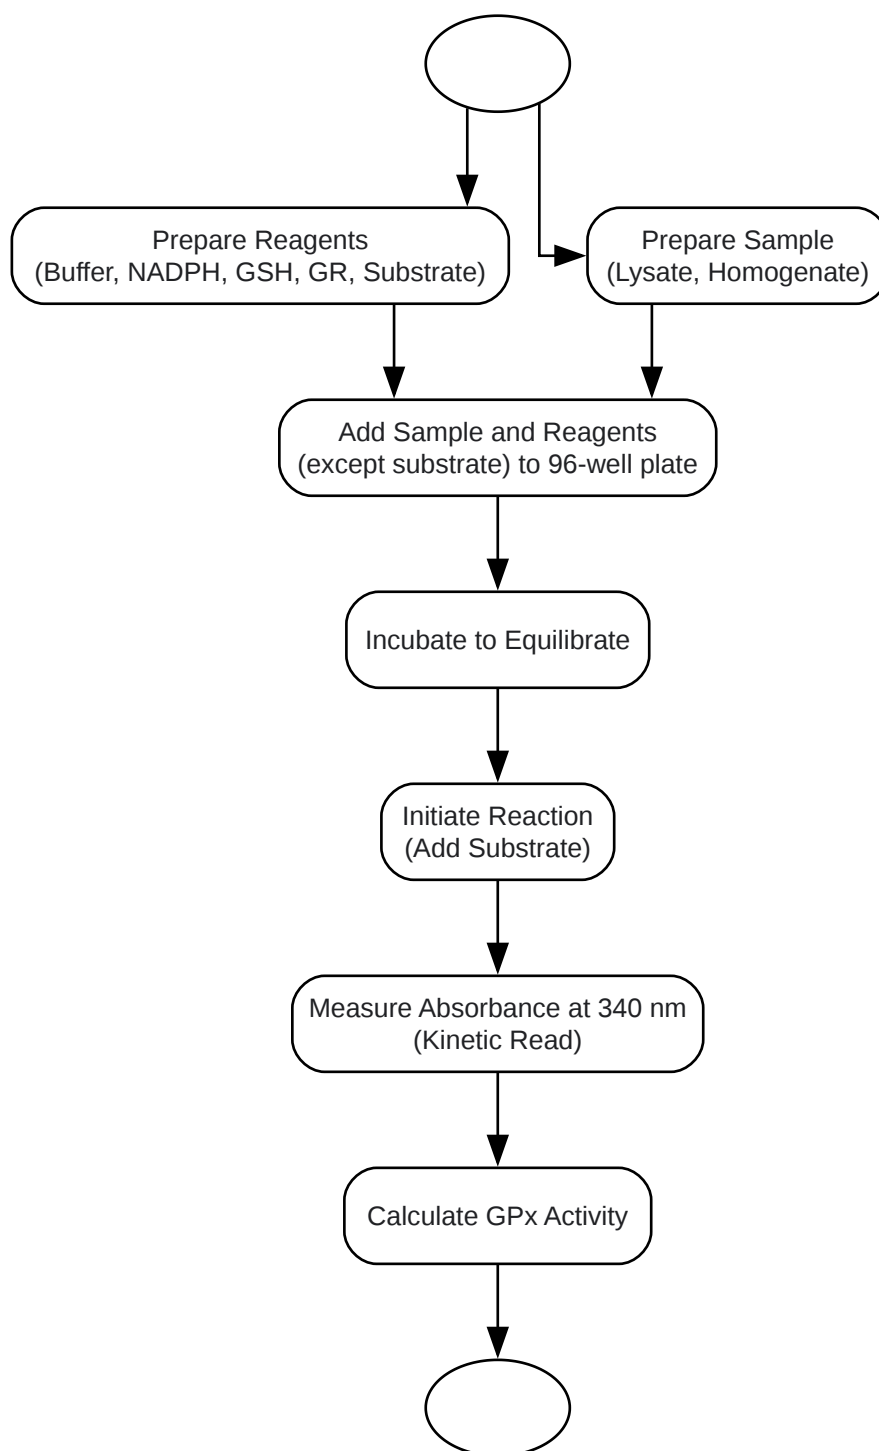 Prepare Reagents
(Buffer, NADPH, GSH, GR, Substrate)
Prepare Sample
(Lysate, Homogenate)
Add Sample and Reagents
(except substrate) to 96-well plate
Incubate to Equilibrate
Initiate Reaction
(Add Substrate)
Measure Absorbance at 340 nm
(Kinetic Read)
Calculate GPx Activity